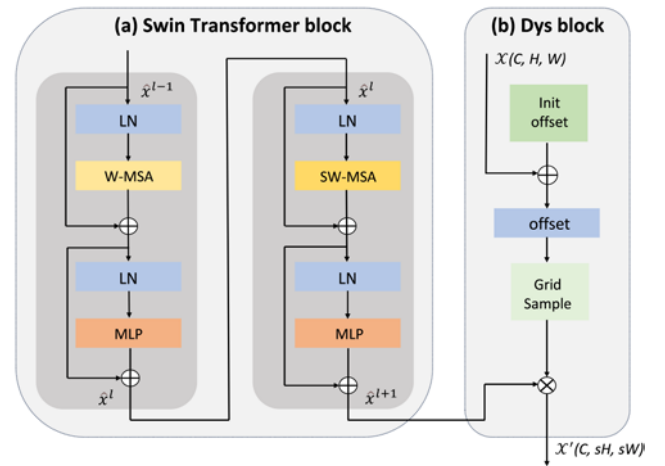 (a) Swin Transformer block
x̂^{l-1}
LN
W-MSA
LN
MLP
x̂^l
x̂^l
LN
SW-MSA
LN
MLP
x̂^{l+1}
(b) Dys block
𝒳(C, H, W)
Init
offset
offset
Grid
Sample
𝒳'(C, sH, sW)